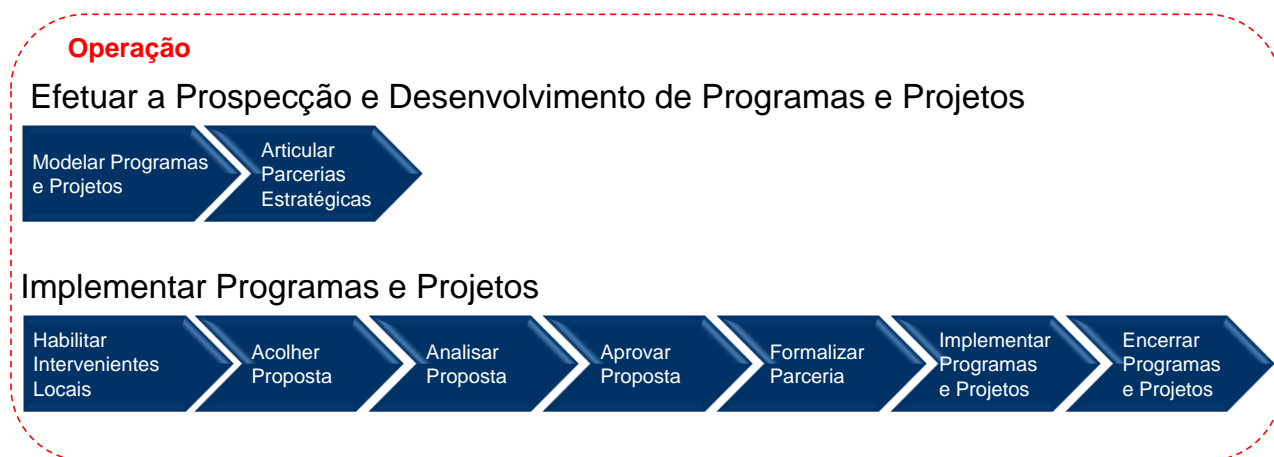 Operação
Efetuar a Prospecção e Desenvolvimento de Programas e Projetos
Modelar Programas
e Projetos
Articular
Parcerias
Estratégicas
Implementar Programas e Projetos
Habilitar
Intervenientes
Locais
Acolher
Proposta
Analisar
Proposta
Aprovar
Proposta
Formalizar
Parceria
Implementar
Programas
e Projetos
Encerrar
Programas
e Projetos